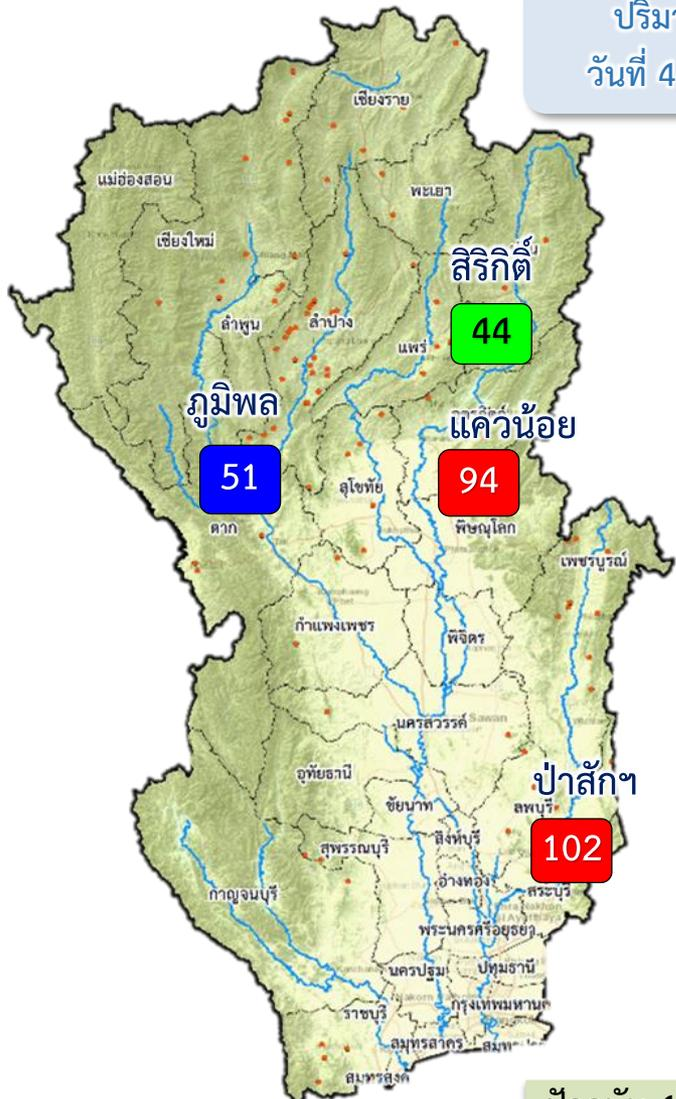 วันที่ 4
เชียงราย
แม่ฮ่องสอน
พะเยา
เชียงใหม่
สิริกิติ์
44
ลำพูน
ลำปาง
แพร่
ภูมิพล
51
แควน้อย
94
สุโขทัย
ตาก
พิษณุโลก
เพชรบูรณ์
กำแพงเพชร
พิจิตร
นครสวรรค์
Sawan
อุทัยธานี
ป่าสักฯ
102
ชัยนาท
ลพบุรี
สิงห์บุรี
สุพรรณบุรี
อ่างทอง
สระบุรี
กาญจนบุรี
พระนครศรีอยุธยา
นครปฐม
ปทุมธานี
กรุงเทพมหานค
ราชบุรี
สมุทรสาคร
สมุทรสงค